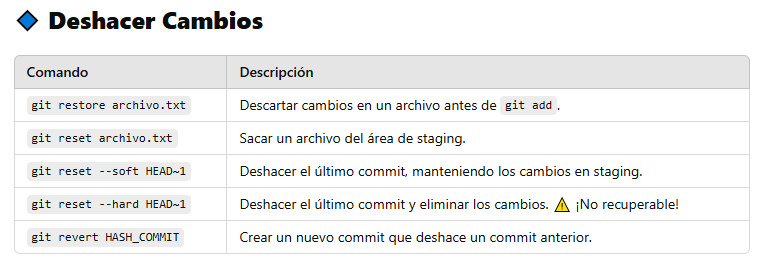 Deshacer Cambios
Comando Descripción
git restore archivo.txt Descartar cambios en un archivo antes de git add.
git reset archivo.txt Sacar un archivo del área de staging.
git reset --soft HEAD~1 Deshacer el último commit, manteniendo los cambios en staging.
git reset --hard HEAD~1 Deshacer el último commit y eliminar los cambios. ⚠️ ¡No recuperable!
git revert HASH_COMMIT Crear un nuevo commit que deshace un commit anterior.